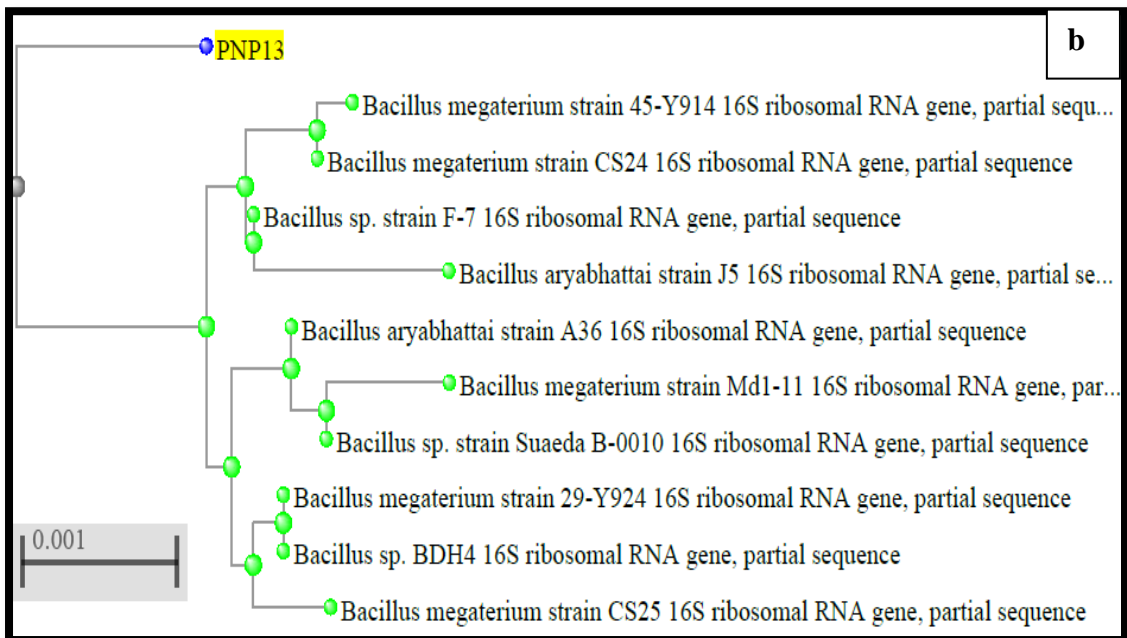 b
PNP13
Bacillus megaterium strain 45-Y914 16S ribosomal RNA gene, partial sequ...
Bacillus megaterium strain CS24 16S ribosomal RNA gene, partial sequence
Bacillus sp. strain F-7 16S ribosomal RNA gene, partial sequence
Bacillus aryabhattai strain J5 16S ribosomal RNA gene, partial se...
Bacillus aryabhattai strain A36 16S ribosomal RNA gene, partial sequence
Bacillus megaterium strain Md1-11 16S ribosomal RNA gene, par...
Bacillus sp. strain Suaeda B-0010 16S ribosomal RNA gene, partial sequence
Bacillus megaterium strain 29-Y924 16S ribosomal RNA gene, partial sequence
0.001
Bacillus sp. BDH4 16S ribosomal RNA gene, partial sequence
Bacillus megaterium strain CS25 16S ribosomal RNA gene, partial sequence